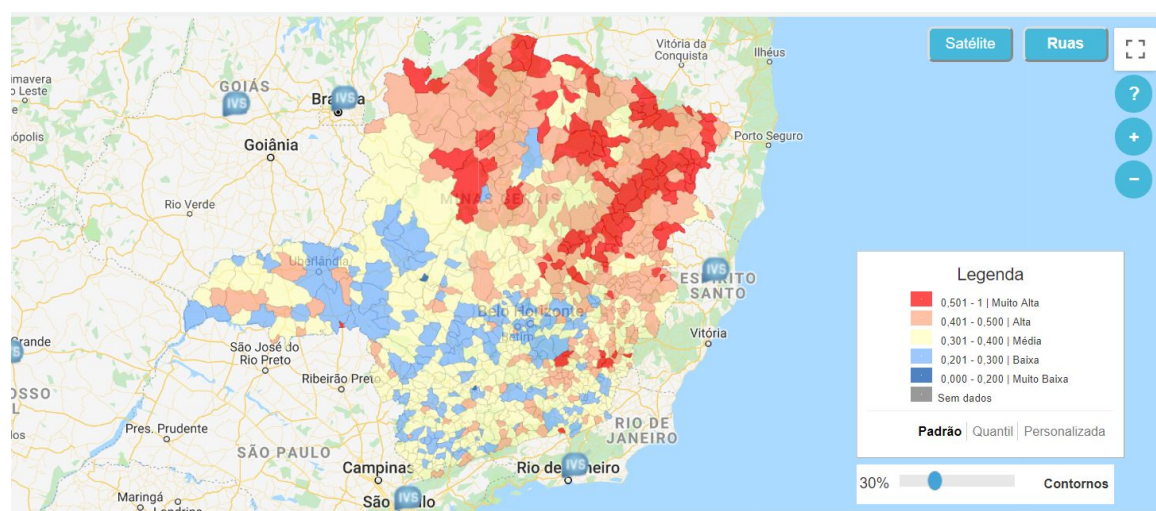 Satélite
Ruas
?
+
−
Vitória da
Conquista
Ilhéus
GOIÁS
IVS
IVS
Goiânia
Porto Seguro
Rio Verde
MINAS GERAIS
Uberlândia
IVS
ESPÍRITO
SANTO
Belo Horizonte
Betim
Vitória
São José do
Rio Preto
Ribeirão Preto
Pres. Prudente
SÃO PAULO
RIO DE
JANEIRO
Campinas
Rio de
IVS
neiro
São
IVS
lo
Maringá
Londrina
Legenda
0,501 - 1 | Muito Alta
0,401 - 0,500 | Alta
0,301 - 0,400 | Média
0,201 - 0,300 | Baixa
0,000 - 0,200 | Muito Baixa
Sem dados
Padrão | Quantil | Personalizada
30%
Contornos